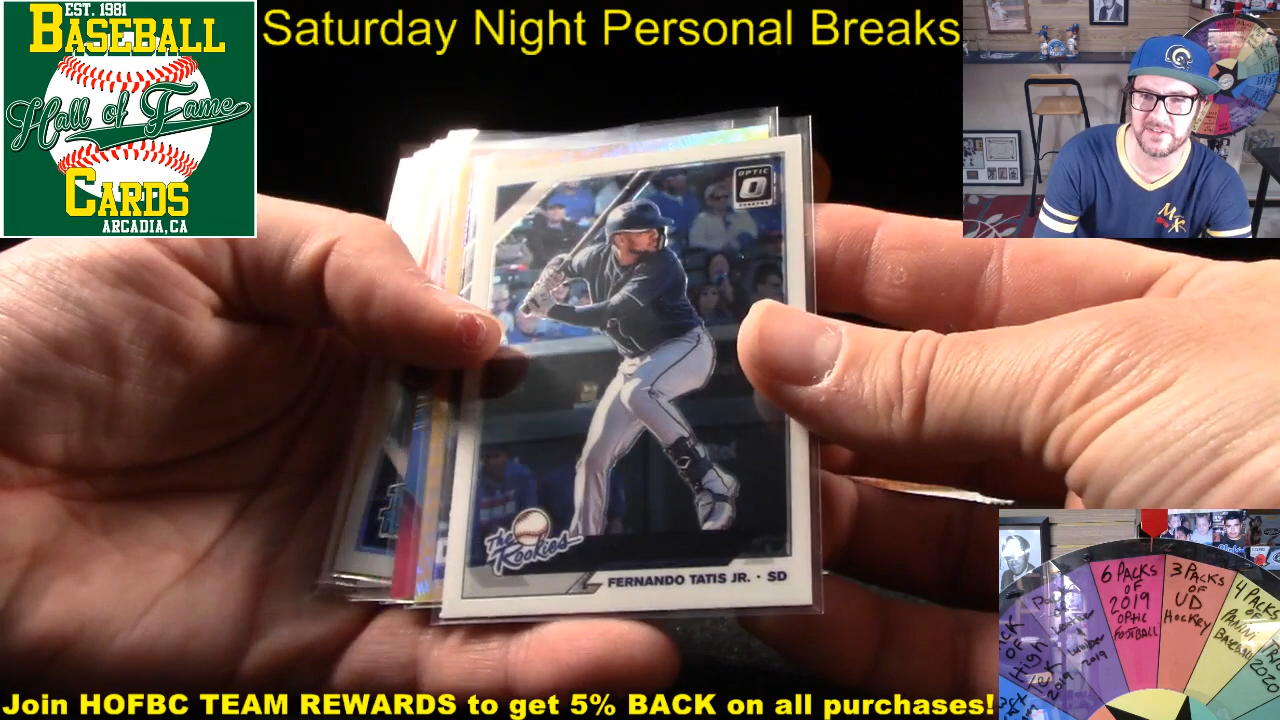 EST. 1981
BASEBALL
Hall of Fame
CARDS
ARCADIA, CA
Saturday Night Personal Breaks
OPTIC
The Rookies
FERNANDO TATIS JR. • SD
6 PACKS
OF
2019
OPTIC
FOOTBALL
3 PACKS
OF
UD
HOCKEY
4 PACKS
OF
PANINI
BASEBALL
2020
Join HOFBC TEAM REWARDS to get 5% BACK on all purchases!